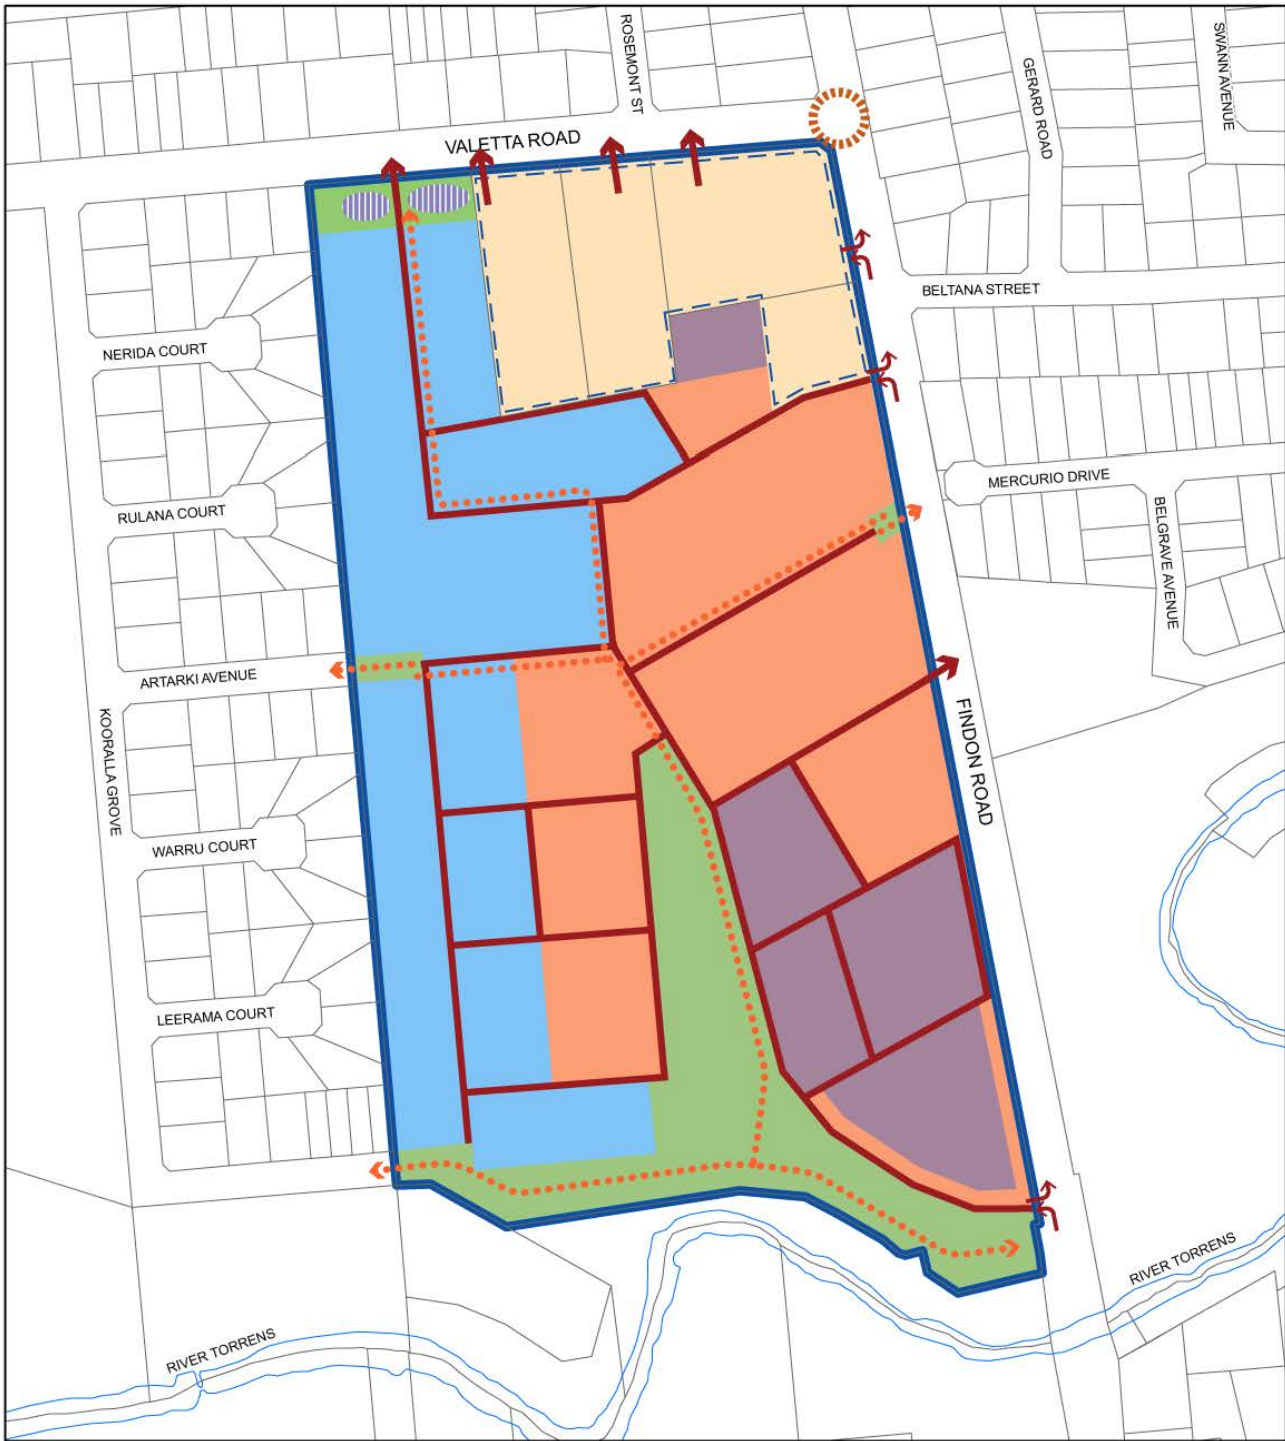 ROSEMONT ST
SWANN AVENUE
GERARD ROAD
VALETTA ROAD
BELTANA STREET
NERIDA COURT
MERCURIO DRIVE
RULANA COURT
BELGRAVE AVENUE
ARTARKI AVENUE
KOORALLA GROVE
FINDON ROAD
WARRU COURT
LEERAMA COURT
RIVER TORRENS
RIVER TORRENS